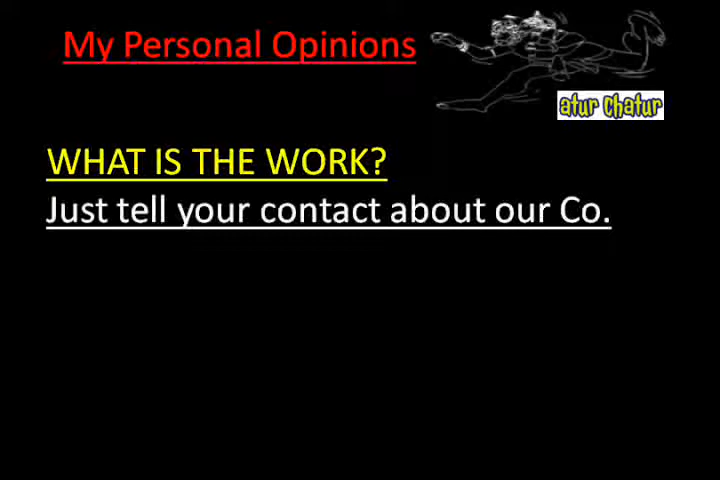 My Personal Opinions
atur Chatur
WHAT IS THE WORK?
Just tell your contact about our Co.